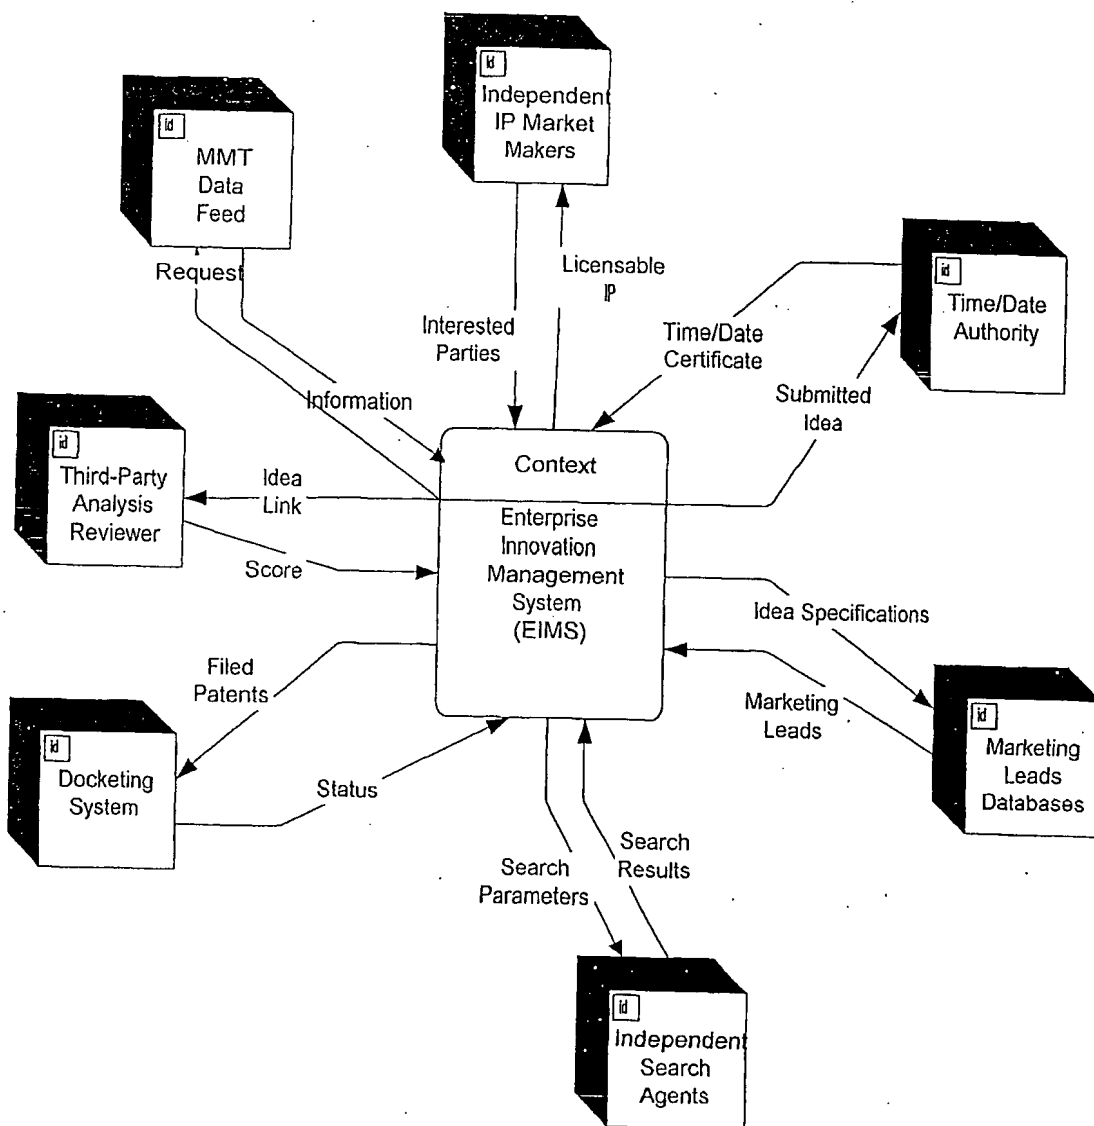 id
Independent
IP Market
Makers
id
MMT
Data
Feed
Request
Licensable
IP
id
Time/Date
Authority
Interested
Parties
Time/Date
Certificate
Information
Submitted
Idea
id
Third-Party
Analysis
Reviewer
Idea
Link
Score
Context
Enterprise
Innovation
Management
System
(EIMS)
Idea Specifications
Filed
Patents
Marketing
Leads
id
Docketing
System
Status
id
Marketing
Leads
Databases
Search
Parameters
Search
Results
id
Independent
Search
Agents